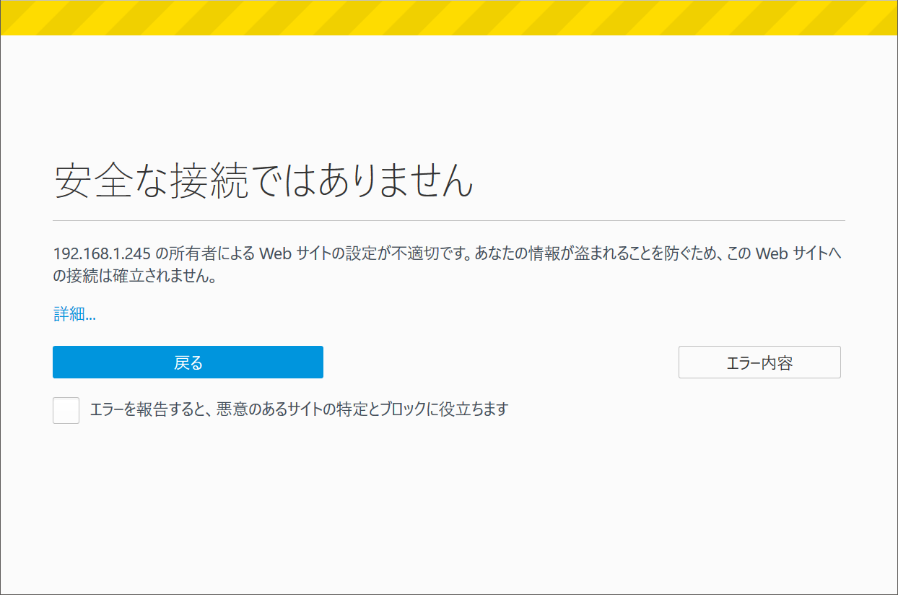 安全な接続ではありません
192.168.1.245 の所有者による Web サイトの設定が不適切です。あなたの情報が盗まれることを防ぐため、この Web サイトへ
の接続は確立されません。
詳細...
戻る
エラー内容
エラーを報告すると、悪意のあるサイトの特定とブロックに役立ちます